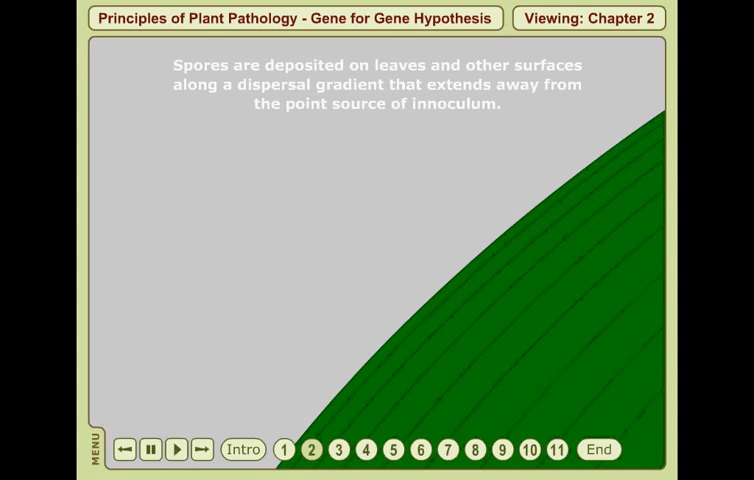 Principles of Plant Pathology - Gene for Gene Hypothesis
Viewing: Chapter 2
Spores are deposited on leaves and other surfaces
along a dispersal gradient that extends away from
the point source of innoculum.
MENU
Intro 1 2 3 4 5 6 7 8 9 10 11 End